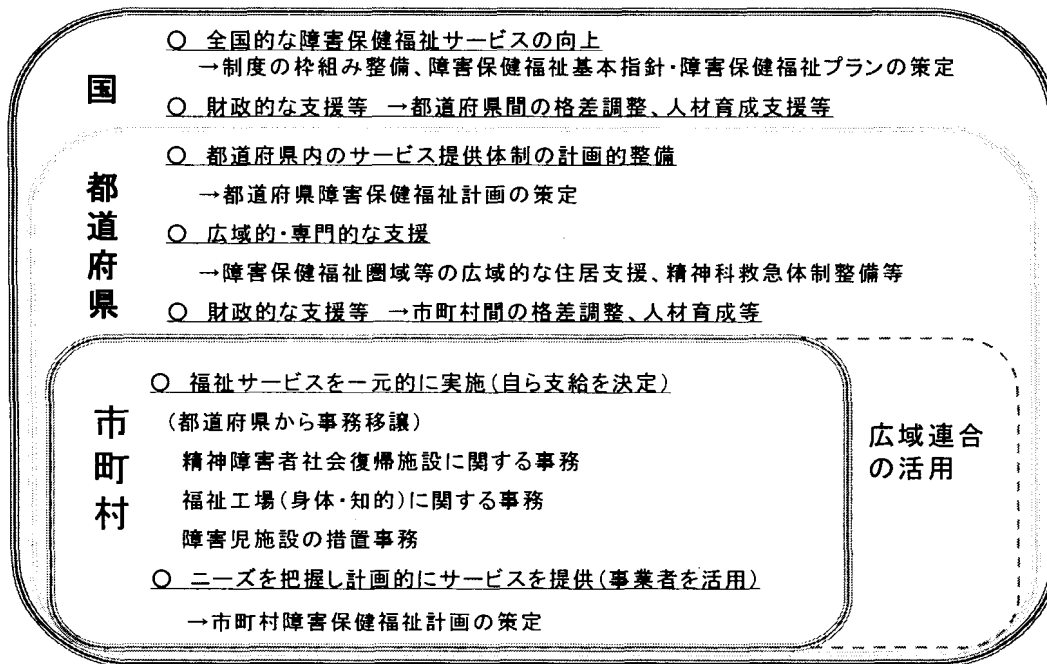 国
○ 全国的な障害保健福祉サービスの向上
→制度の枠組み整備、障害保健福祉基本指針・障害保健福祉プランの策定
○ 財政的な支援等 →都道府県間の格差調整、人材育成支援等
都道府県
○ 都道府県内のサービス提供体制の計画的整備
→都道府県障害保健福祉計画の策定
○ 広域的・専門的な支援
→障害保健福祉圏域等の広域的な住居支援、精神科救急体制整備等
○ 財政的な支援等 →市町村間の格差調整、人材育成等
市町村
○ 福祉サービスを一元的に実施(自ら支給を決定)
(都道府県から事務移譲)
精神障害者社会復帰施設に関する事務
福祉工場(身体・知的)に関する事務
障害児施設の措置事務
○ ニーズを把握し計画的にサービスを提供(事業者を活用)
→市町村障害保健福祉計画の策定
広域連合
の活用